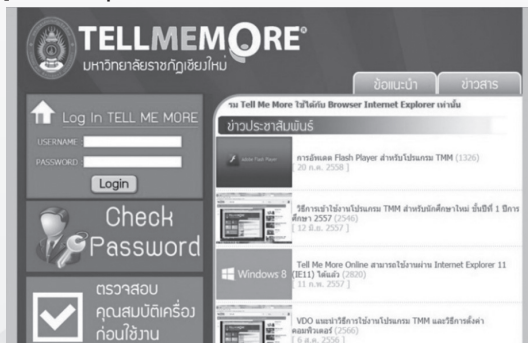 TELLMEMORE®
มหาวิทยาลัยราชภัฏเชียงใหม่
ข้อแนะนำ
ข่าวสาร
Log In TELL ME MORE
USERNAME
PASSWORD
Login
Check
Password
ตรวจสอบ
คุณสมบัติเครื่อง
ก่อนใช้งาน
Tell Me More ใช้ได้กับ Browser Internet Explorer เท่านั้น
ข่าวประชาสัมพันธ์
Adobe Flash Player
การอัพเดต Flash Player สำหรับโปรแกรม TMM (1326)
[ 20 ก.ค. 2558 ]
วิธีการเข้าใช้งานโปรแกรม TMM สำหรับนักศึกษาใหม่ ชั้นปีที่ 1 ปีการ
ศึกษา 2557 (2546)
[ 12 มิ.ย. 2557 ]
Windows 8
Tell Me More Online สามารถใช้งานผ่าน Internet Explorer 11
(IE11) ได้แล้ว (2820)
[ 11 ก.พ. 2557 ]
VDO แนะนำวิธีการใช้งานโปรแกรม TMM และวิธีการตั้งค่า
คอมพิวเตอร์ (2566)
[ 6 ส.ค. 2556 ]